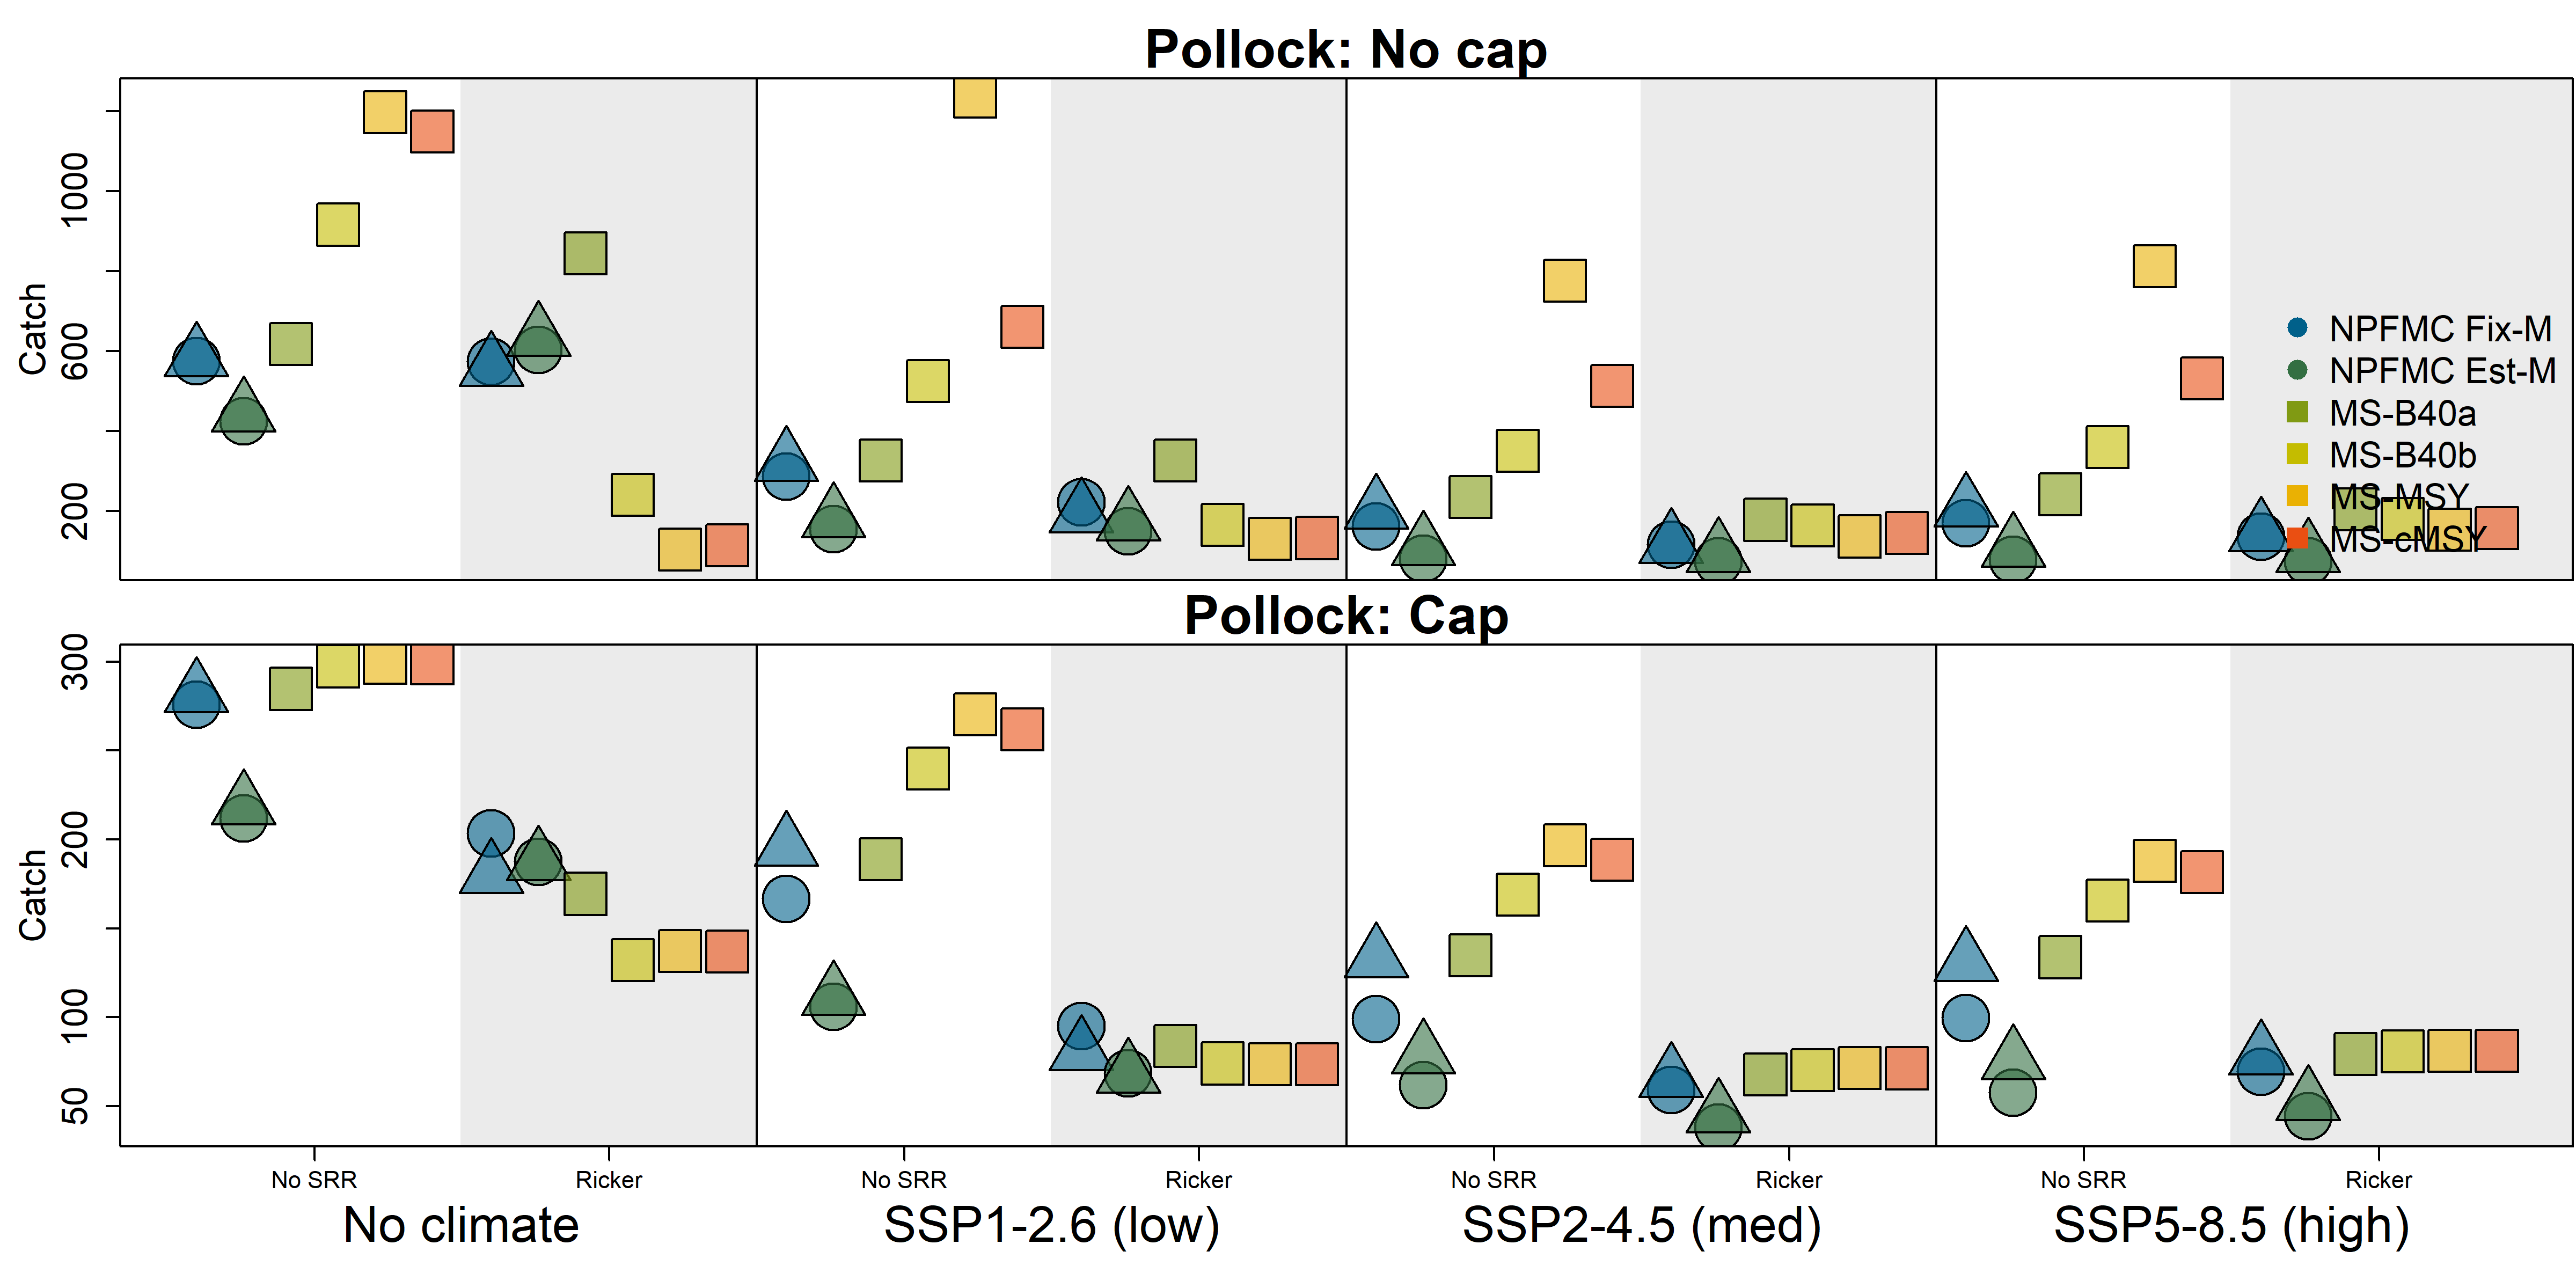 Pollock: No cap
Catch
1000
600
200
NPFMC Fix-M
NPFMC Est-M
MS-B40a
MS-B40b
MS-MSY
MS-cMSY
Pollock: Cap
Catch
300
200
100
50
No SRR Ricker No SRR Ricker No SRR Ricker No SRR Ricker
No climate SSP1-2.6 (low) SSP2-4.5 (med) SSP5-8.5 (high)